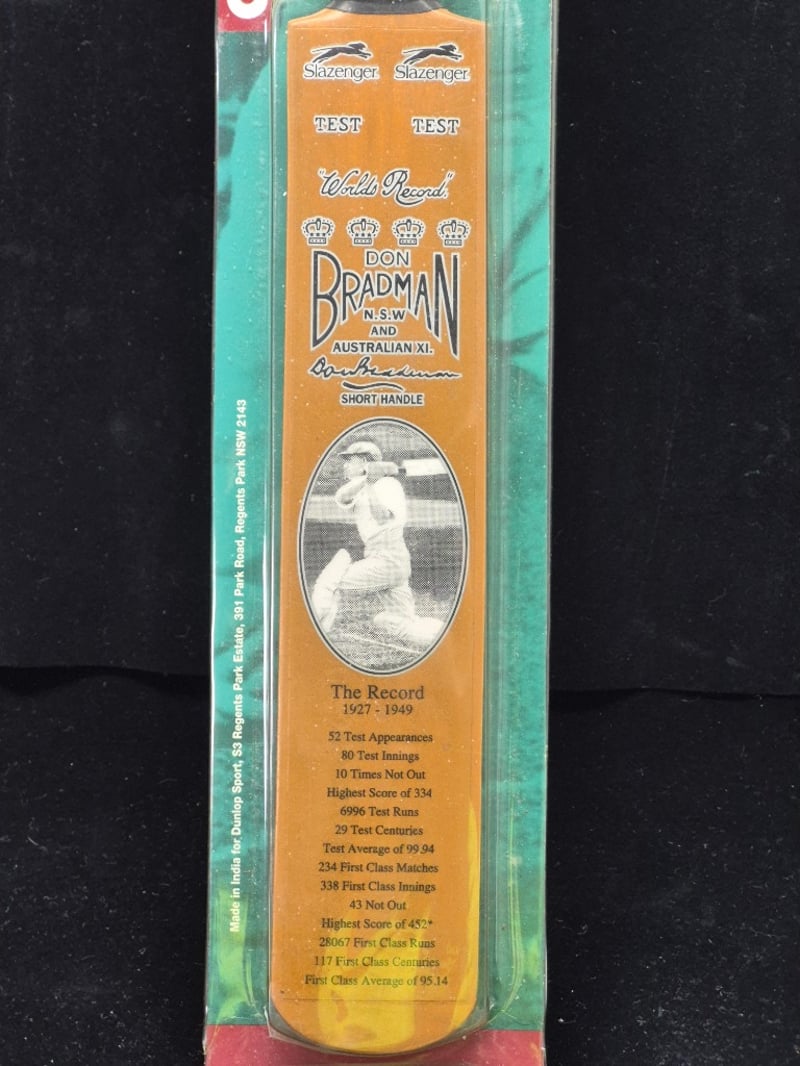 Slazenger Slazenger
TEST TEST
"Worlds Record"
DON
BRADMAN
N.S.W
AND
AUSTRALIAN XI.
Don Bradman
SHORT HANDLE
The Record
1927 - 1949
52 Test Appearances
80 Test Innings
10 Times Not Out
Highest Score of 334
6996 Test Runs
29 Test Centuries
Test Average of 99.94
234 First Class Matches
338 First Class Innings
43 Not Out
Highest Score of 452*
28067 First Class Runs
117 First Class Centuries
First Class Average of 95.14
Made in India for Dunlop Sport, S3 Regents Park Estate, 391 Park Road, Regents Park NSW 2143